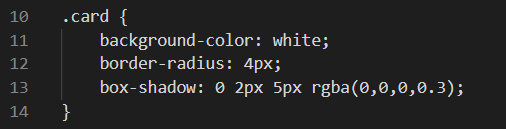 10 .card {
11     background-color: white;
12     border-radius: 4px;
13     box-shadow: 0 2px 5px rgba(0,0,0,0.3);
14 }